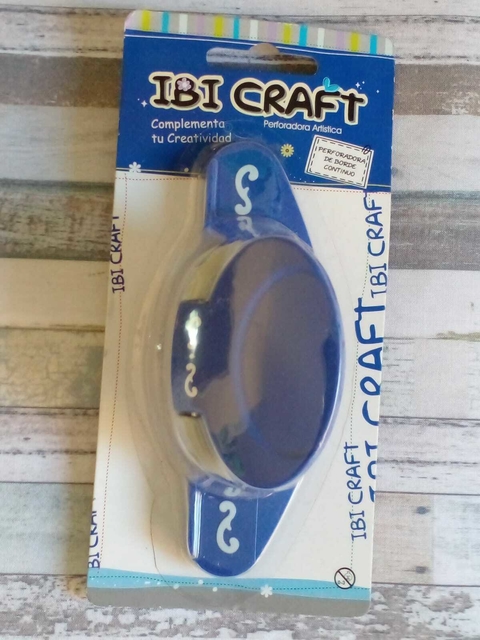 IBI CRAFT
Perforadora Artística
Complementa
tu Creatividad
PERFORADORA
DE BORDE
CONTINUO
IBI CRAFT
IBI CRAFT
IBI CRAFT
IBI CRAFT
BI CRAFT